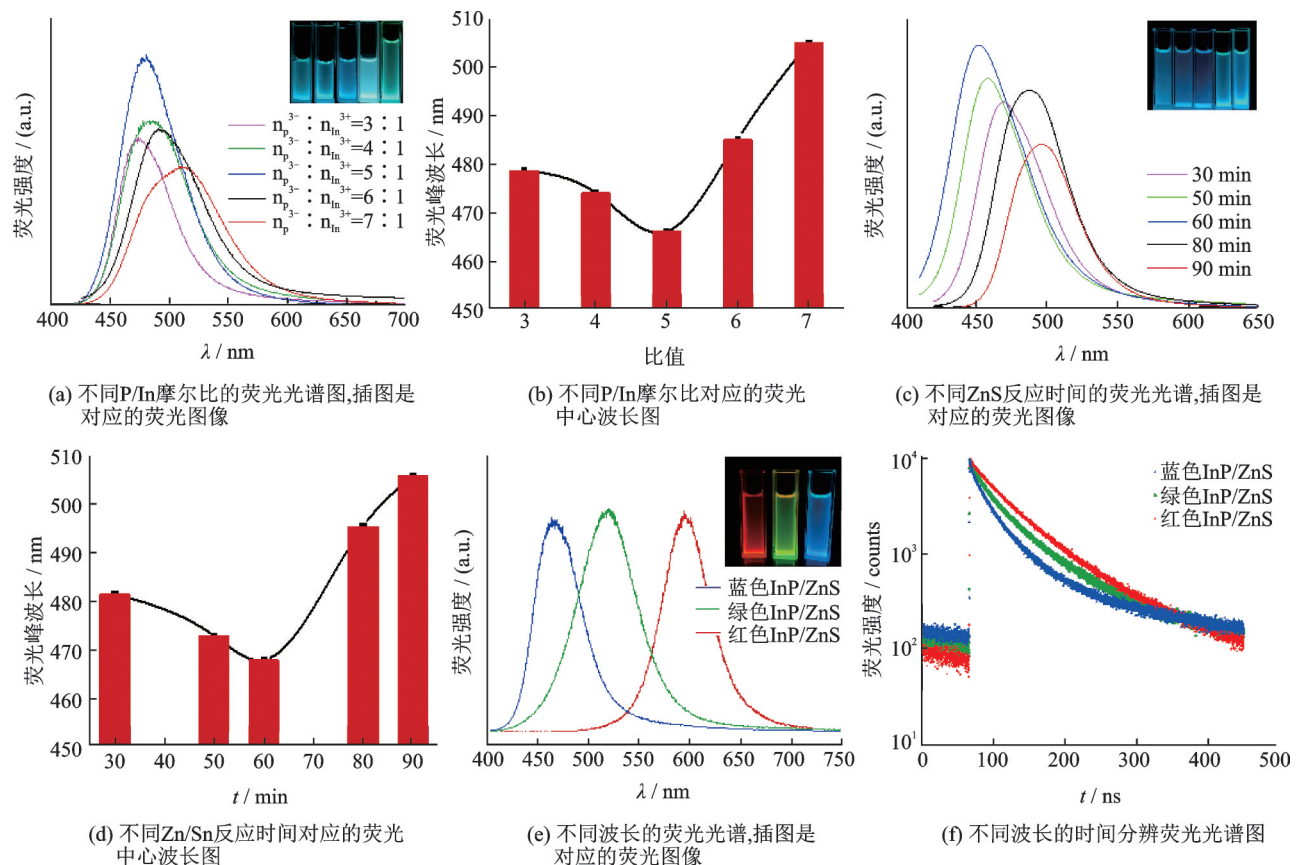 荧光强度 / (a.u.)
n_p^3− : n_In^3+=3 : 1
n_p^3− : n_In^3+=4 : 1
n_p^3− : n_In^3+=5 : 1
n_p^3− : n_In^3+=6 : 1
n_p^3− : n_In^3+=7 : 1
400 450 500 550 600 650 700
λ / nm
(a) 不同P/In摩尔比的荧光光谱图,插图是
对应的荧光图像
荧光峰波长 / nm
510
500
490
480
470
460
450
3 4 5 6 7
比值
(b) 不同P/In摩尔比对应的荧光
中心波长图
荧光强度 / (a.u.)
30 min
50 min
60 min
80 min
90 min
400 450 500 550 600 650
λ / nm
(c) 不同ZnS反应时间的荧光光谱,插图是
对应的荧光图像
荧光峰波长 / nm
510
500
490
480
470
460
450
30 40 50 60 70 80 90
t / min
(d) 不同Zn/Sn反应时间对应的荧光
中心波长图
荧光强度 / (a.u.)
蓝色InP/ZnS
绿色InP/ZnS
红色InP/ZnS
400 450 500 550 600 650 700 750
λ / nm
(e) 不同波长的荧光光谱,插图是
对应的荧光图像
荧光强度 / counts
10^4
10^3
10^2
10^1
蓝色InP/ZnS
绿色InP/ZnS
红色InP/ZnS
0 100 200 300 400 500
t / ns
(f) 不同波长的时间分辨荧光光谱图